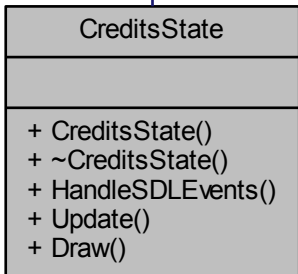 CreditsState
+ CreditsState()
+ ~CreditsState()
+ HandleSDLEvents()
+ Update()
+ Draw()